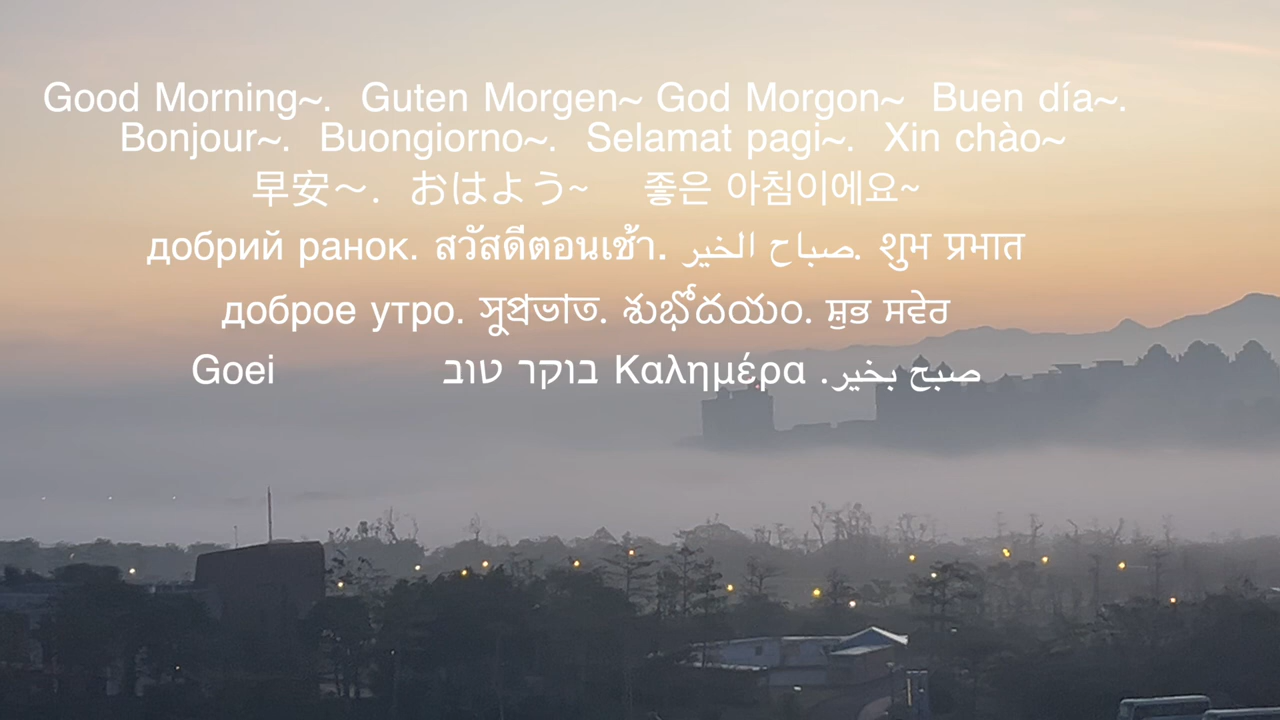 Good Morning~. Guten Morgen~ God Morgon~ Buen día~.
Bonjour~. Buongiorno~. Selamat pagi~. Xin chào~
早安～. おはよう~ 좋은 아침이에요~
добрий ранок. สวัสดีตอนเช้า. صباح الخير. शुभ प्रभात
доброе утро. সুপ্রভাত. శుభోదయం. ਸ਼ੁਭ ਸਵੇਰ
Goei בוקר טוב Καλημέρα .صبح بخیر